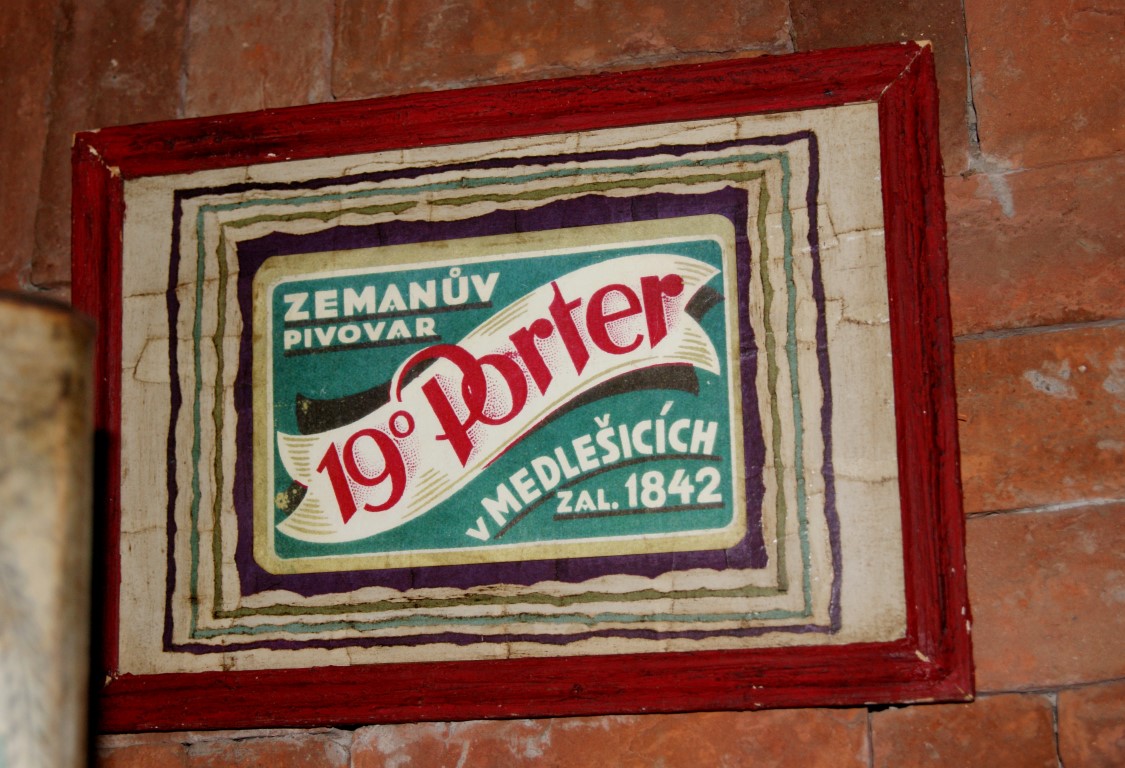 ZEMANŮV
PIVOVAR
19° Porter
v MEDLEŠICÍCH
ZAL. 1842